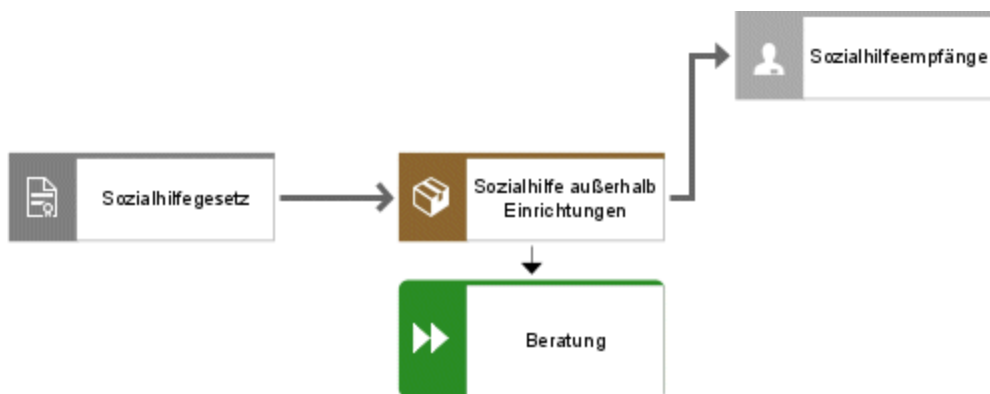 Sozialhilfeempfänge
Sozialhilfegesetz
Sozialhilfe außerhalb
Einrichtungen
Beratung